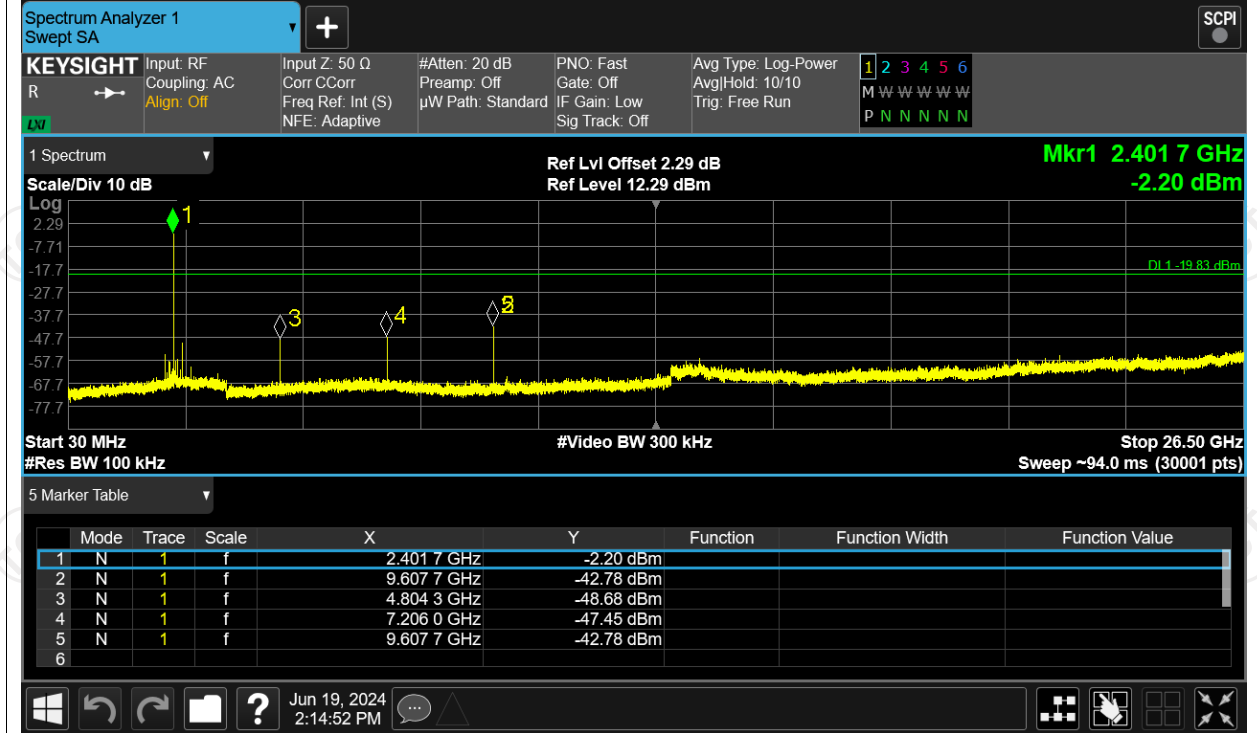 Spectrum Analyzer 1
Swept SA
SCPI
KEYSIGHT
R
LXI
Input: RF
Coupling: AC
Align: Off
Input Z: 50 Ω
Corr CCorr
Freq Ref: Int (S)
NFE: Adaptive
#Atten: 20 dB
Preamp: Off
µW Path: Standard
PNO: Fast
Gate: Off
IF Gain: Low
Sig Track: Off
Avg Type: Log-Power
Avg|Hold: 10/10
Trig: Free Run
1 2 3 4 5 6
M W W W W W W
P N N N N N
1 Spectrum
Scale/Div 10 dB
Ref Lvl Offset 2.29 dB
Ref Level 12.29 dBm
Mkr1 2.401 7 GHz
-2.20 dBm
Log
2.29
-7.71
-17.7
-27.7
-37.7
-47.7
-57.7
-67.7
-77.7
1
3
4
5
DL1 -19.83 dBm
Start 30 MHz
#Video BW 300 kHz
Stop 26.50 GHz
#Res BW 100 kHz
Sweep ~94.0 ms (30001 pts)
5 Marker Table
Mode Trace Scale X Y Function Function Width Function Value
1 N 1 f 2.401 7 GHz -2.20 dBm
2 N 1 f 9.607 7 GHz -42.78 dBm
3 N 1 f 4.804 3 GHz -48.68 dBm
4 N 1 f 7.206 0 GHz -47.45 dBm
5 N 1 f 9.607 7 GHz -42.78 dBm
6
?
Jun 19, 2024
2:14:52 PM